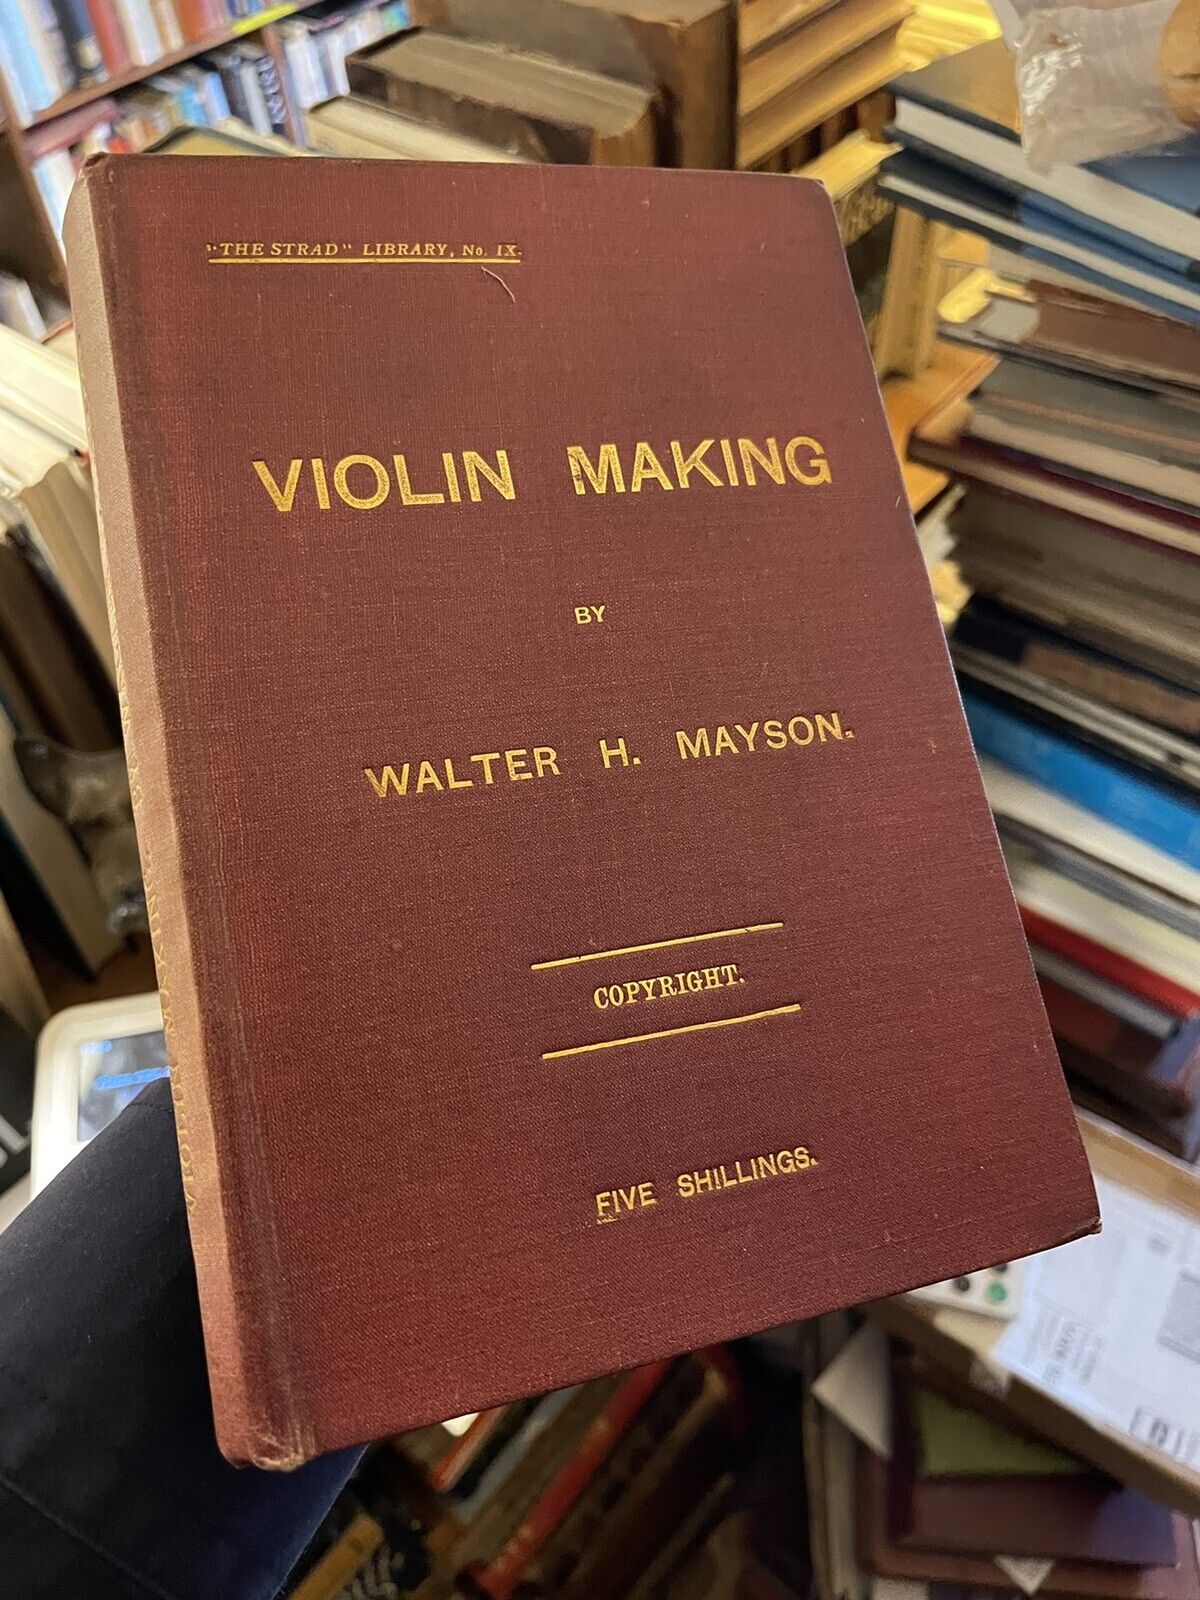 "THE STRAD" LIBRARY, No. IX.
VIOLIN MAKING
BY
WALTER H. MAYSON.
COPYRIGHT.
FIVE SHILLINGS.